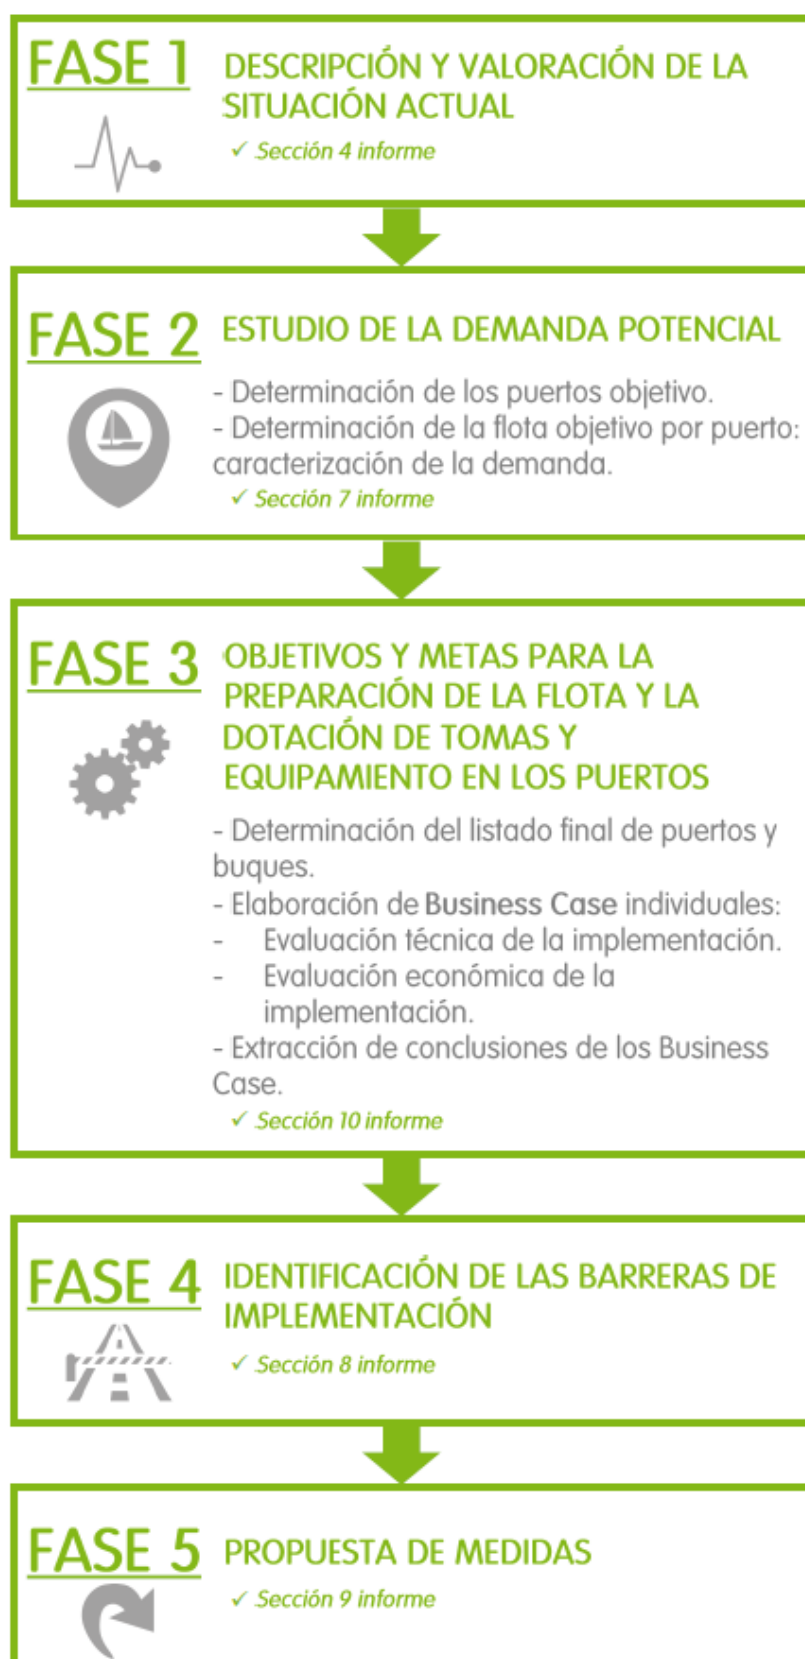 FASE 1
DESCRIPCIÓN Y VALORACIÓN DE LA
SITUACIÓN ACTUAL
✓ Sección 4 informe
FASE 2
ESTUDIO DE LA DEMANDA POTENCIAL
- Determinación de los puertos objetivo.
- Determinación de la flota objetivo por puerto:
caracterización de la demanda.
✓ Sección 7 informe
FASE 3
OBJETIVOS Y METAS PARA LA
PREPARACIÓN DE LA FLOTA Y LA
DOTACIÓN DE TOMAS Y
EQUIPAMIENTO EN LOS PUERTOS
- Determinación del listado final de puertos y
buques.
- Elaboración de Business Case individuales:
- Evaluación técnica de la implementación.
- Evaluación económica de la
implementación.
- Extracción de conclusiones de los Business
Case.
✓ Sección 10 informe
FASE 4
IDENTIFICACIÓN DE LAS BARRERAS DE
IMPLEMENTACIÓN
✓ Sección 8 informe
FASE 5
PROPUESTA DE MEDIDAS
✓ Sección 9 informe